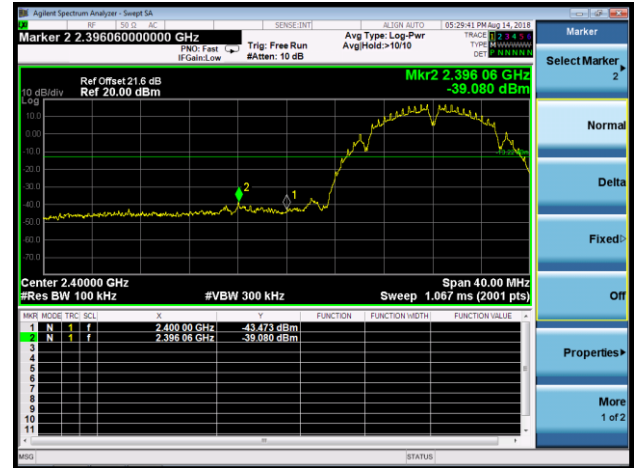 Agilent Spectrum Analyzer - Swept SA
RF 50 Ω AC SENSE:INT ALIGN AUTO 05:29:41 PM Aug 14, 2018
Marker 2 2.396060000000 GHz
PNO: Fast
IFGain:Low
Trig: Free Run
#Atten: 10 dB
Avg Type: Log-Pwr
Avg|Hold:>10/10
TRACE 1 2 3 4 5 6
TYPE M WWWWW
DET P NNNNN
Ref Offset 21.6 dB
Ref 20.00 dBm
10 dB/div
Log
Mkr2 2.396 06 GHz
-39.080 dBm
10.0
0.00
-10.0
-20.0
-30.0
-40.0
-50.0
-60.0
-70.0
2
1
Center 2.40000 GHz Span 40.00 MHz
#Res BW 100 kHz #VBW 300 kHz Sweep 1.067 ms (2001 pts)
MKR MODE TRC SCL X Y FUNCTION FUNCTION WIDTH FUNCTION VALUE
1 N 1 f 2.400 00 GHz -43.473 dBm
2 N 1 f 2.396 06 GHz -39.080 dBm
3
4
5
6
7
8
9
10
11
MSG STATUS
Marker
Select Marker
2
Normal
Delta
Fixed
Off
Properties
More
1 of 2